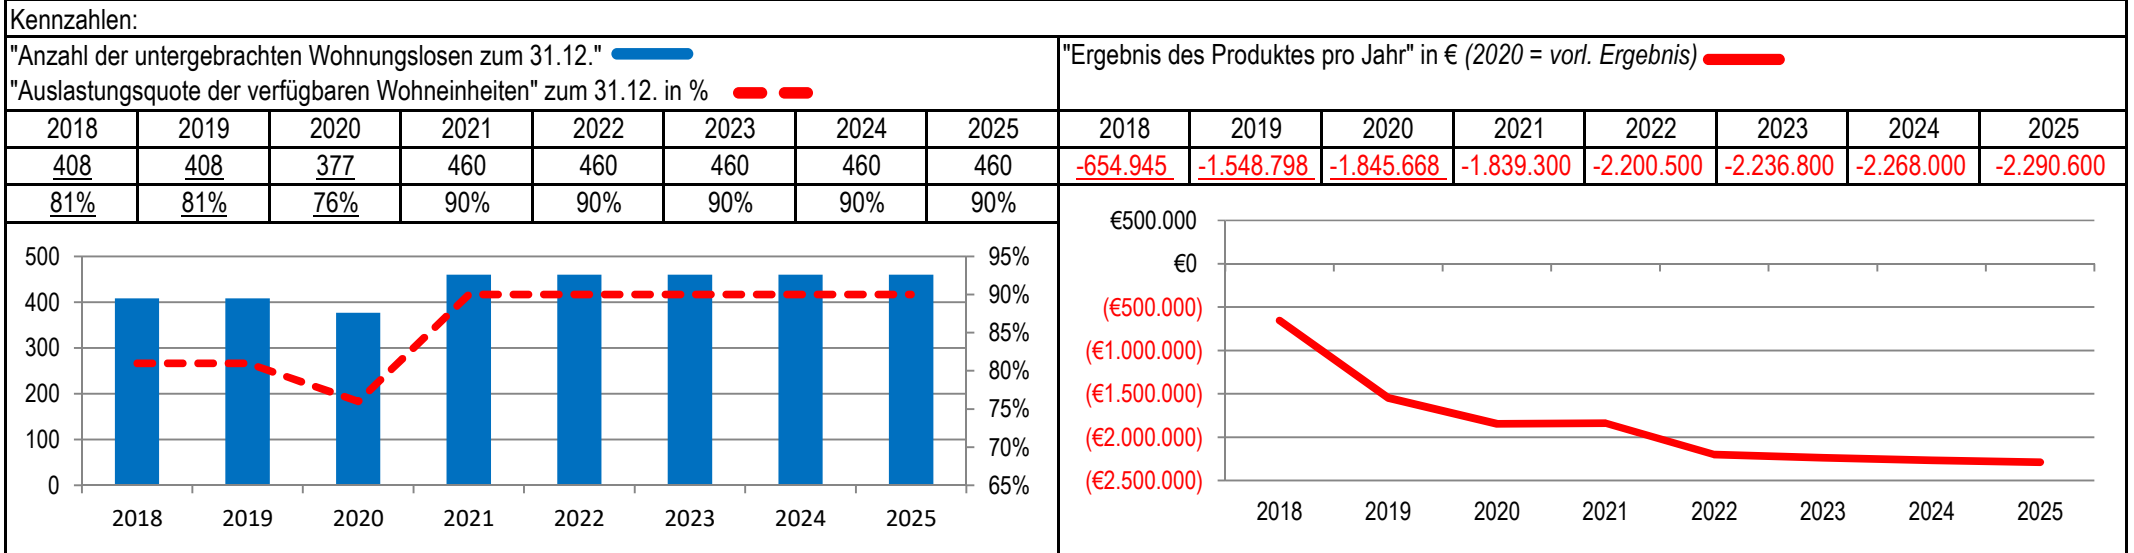 Kennzahlen:
"Anzahl der untergebrachten Wohnungslosen zum 31.12."
"Auslastungsquote der verfügbaren Wohneinheiten" zum 31.12. in %
2018 2019 2020 2021 2022 2023 2024 2025
408 408 377 460 460 460 460 460
81% 81% 76% 90% 90% 90% 90% 90%
500 95%
400 90%
300 85%
200 80%
100 75%
0 70%
65%
2018 2019 2020 2021 2022 2023 2024 2025
"Ergebnis des Produktes pro Jahr" in € (2020 = vorl. Ergebnis)
2018 2019 2020 2021 2022 2023 2024 2025
-654.945 -1.548.798 -1.845.668 -1.839.300 -2.200.500 -2.236.800 -2.268.000 -2.290.600
€500.000
€0
(€500.000)
(€1.000.000)
(€1.500.000)
(€2.000.000)
(€2.500.000)
2018 2019 2020 2021 2022 2023 2024 2025